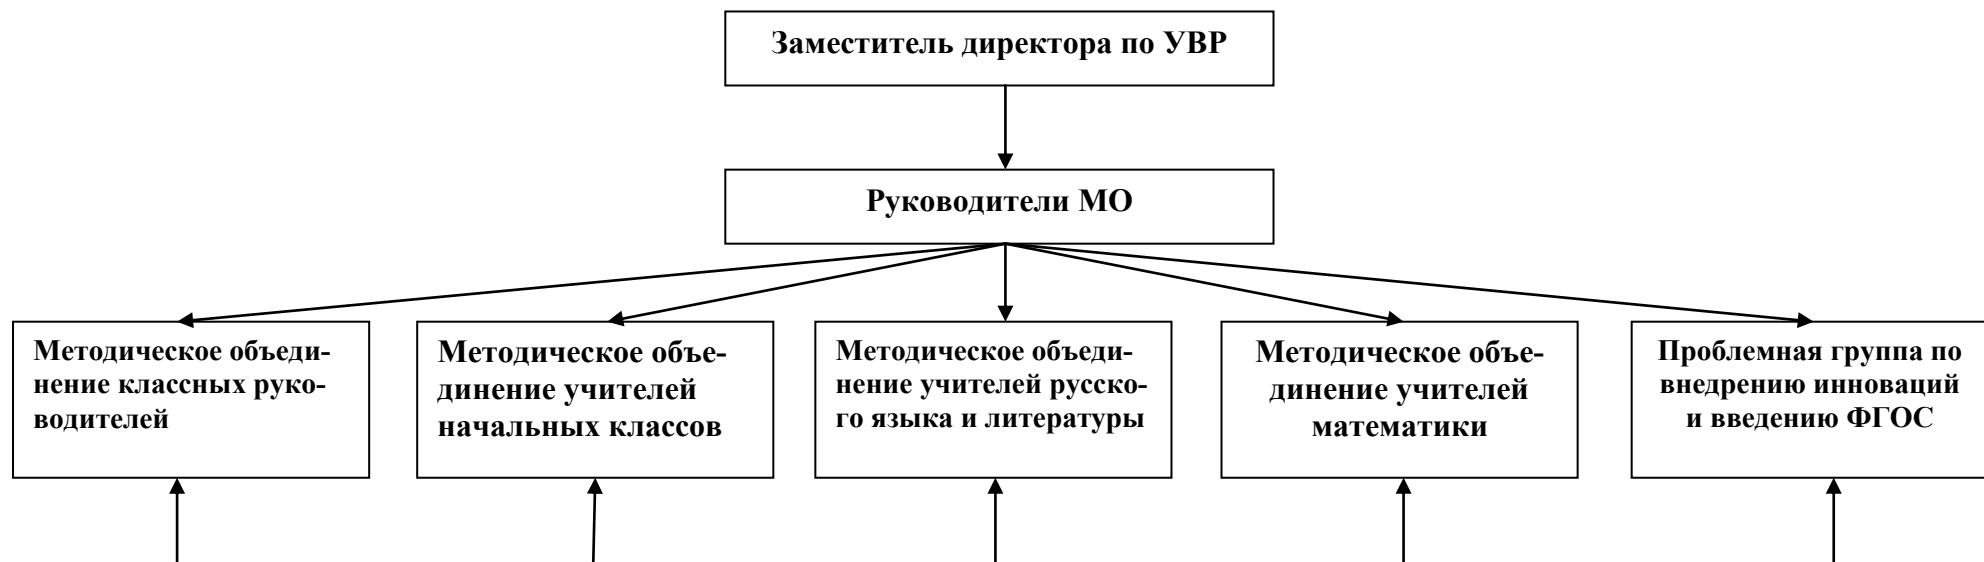 Заместитель директора по УВР
Руководители МО
Методическое объеди-
нение классных руко-
водителей
Методическое объе-
динение учителей
начальных классов
Методическое объеди-
нение учителей русско-
го языка и литературы
Методическое объе-
динение учителей
математики
Проблемная группа по
внедрению инноваций
и введению ФГОС